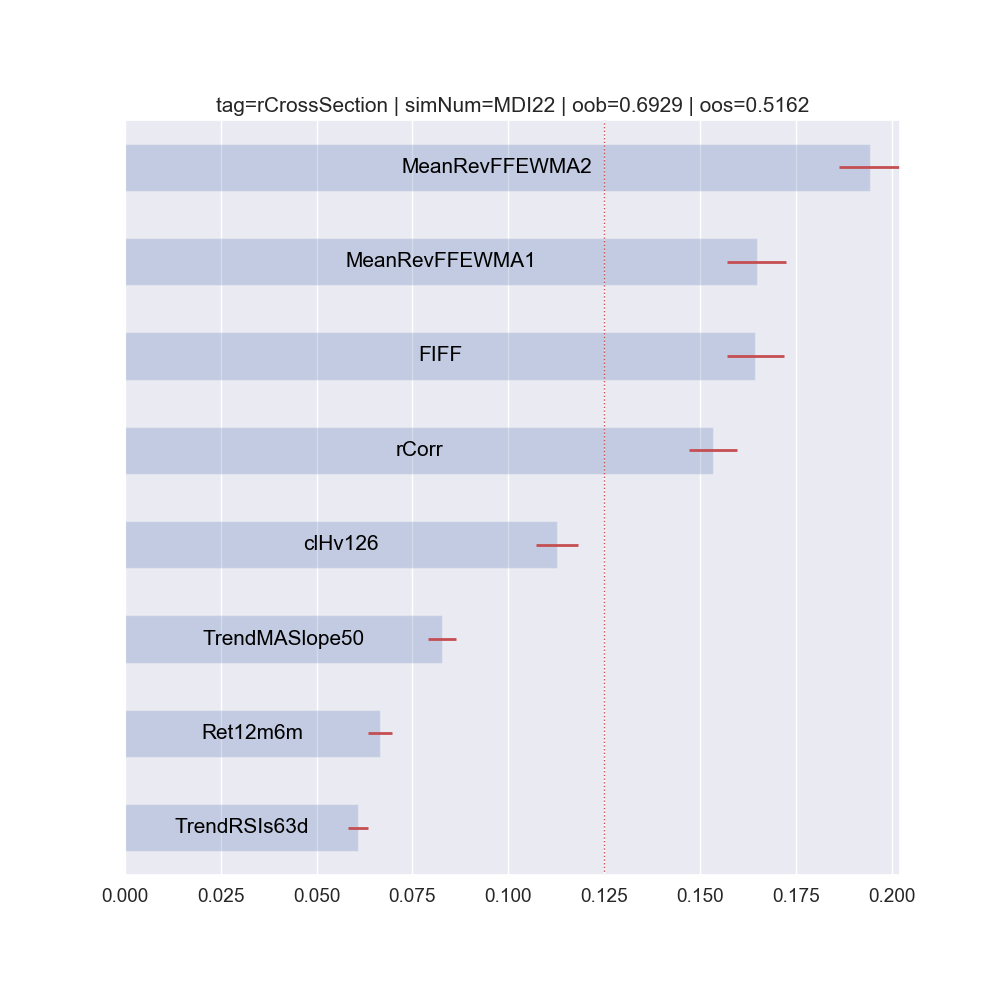 tag=rCrossSection | simNum=MDI22 | oob=0.6929 | oos=0.5162
MeanRevFFEWMA2
MeanRevFFEWMA1
FIFF
rCorr
clHv126
TrendMASlope50
Ret12m6m
TrendRSIs63d
0.000 0.025 0.050 0.075 0.100 0.125 0.150 0.175 0.200